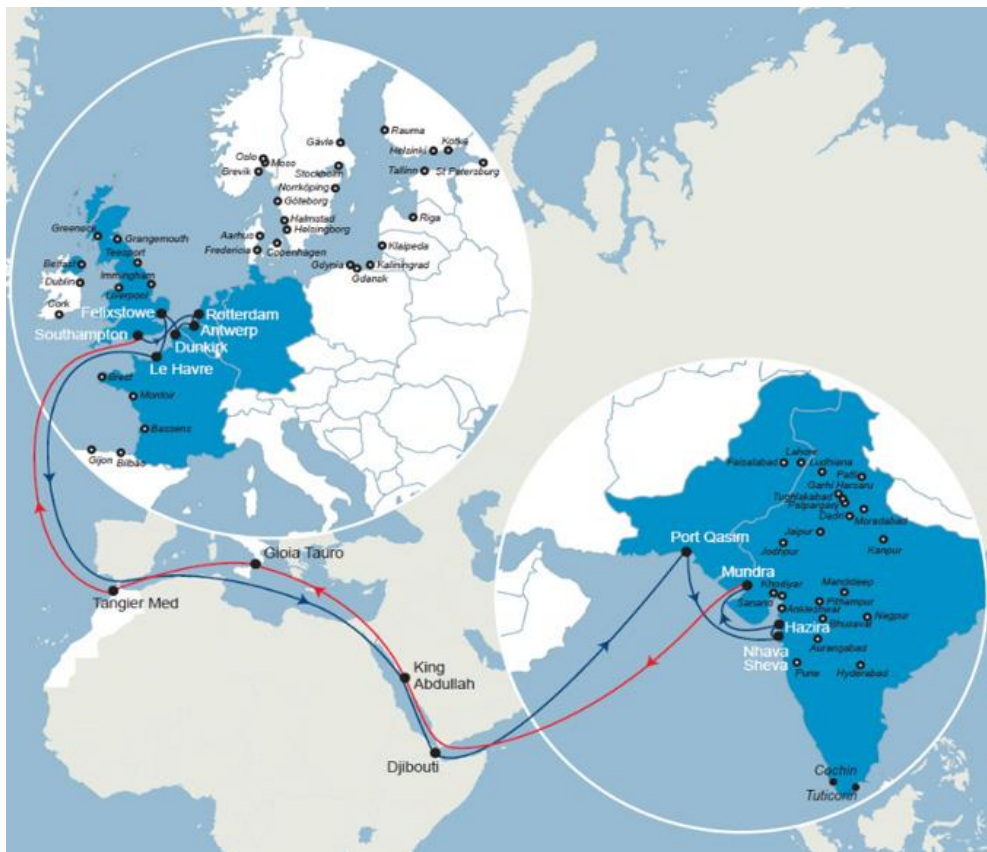 Rauma
Gävle
Kotka
Helsinki
Oslo
Moss
Stockholm
Tallinn
St Petersburg
Brevik
Norrköping
Göteborg
Halmstad
Riga
Helsingborg
Greenock
Grangemouth
Aarhus
Klaipeda
Fredericia
Copenhagen
Teesport
Belfast
Gdynia
Kaliningrad
Gdansk
Immingham
Dublin
Liverpool
Cork
Felixstowe
Rotterdam
Antwerp
Southampton
Dunkirk
Le Havre
Brest
Montoir
Bassens
Gijon
Bilbao
Lahore
Faisalabad
Ludhiana
Patli
Garhi Harsaru
Tughlakabad
Palpargarj
Dadri
Moradabad
Jaipur
Kanpur
Jodhpur
Port Qasim
Gioia Tauro
Tangier Med
Mundra
Khodiyar
Mandideep
Sanand
Pithampur
Ankleshwar
Nagpur
Bhusaval
Hazira
Nhava
Sheva
Aurangabad
Pune
Hyderabad
King
Abdullah
Djibouti
Cochin
Tuticorin